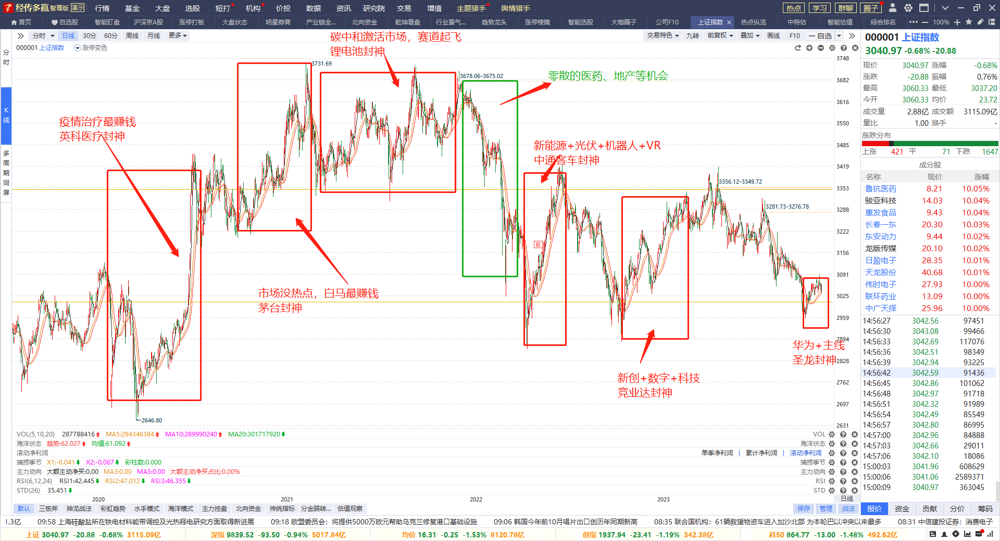 经传多赢 智尊版 演示 行情 基金 大盘 选股 短打 机构 价投 数据 资讯 研究院 交易 增值 主题猎手 舆情猎手 热点 学习 群聊 圈子
首页 自选股 智能盯盘 沪深京A股 涨停打板 大盘状态 明星券商 产业链全... 北向资金 乾坤看盘 行业景气... 趋势龙头 涨停棱镜 智能选股 大咖圈子 公司F10 上证指数 热点纵览 中特估 智能估值 综合排名 100%
分时 日线 30分 60分 周线 月线 更多 交易特色 九转 前复权 叠加 画线 F10 自选
000001 上证指数 涨停变色
分时
K线
多周期同屏
碳中和激活市场，赛道起飞
锂电池封神
疫情治疗最赚钱
英科医疗封神
市场没热点，白马最赚钱
茅台封神
零散的医药、地产等机会
新能源+光伏+机器人+VR
中通客车封神
新创+数字+科技
竞业达封神
华为+主线
圣龙封神
3731.69
3678.06-3675.02
3356.12-3349.72
3281.73-3276.78
2646.80
自
3748
3682
3616
3550
3485
3419
3353
3288
3222
3156
3091
3025
2959
2894
2828
2762
2697
2631
VOL(5,10,20) 287788416 MA5:294348384 MA10:289990240 MA20:301717920 VOL
海洋状态 趋势:62.027 均值:61.092 海洋状态
滚动净利润 单季净利润 | 累计净利润 | 滚动净利润
捕捞季节 X1:-0.041 X2:-0.067 彩柱数:0.000 捕捞季节
主力动向 大额主动净买:0.00 MA3:0.00 MA5:0.00 大额主动净买占比:0.00% 主力动向
RSI(6,12,24) RSI1:42.445 RSI2:47.012 RSI3:46.355 RSI
STD(26) 35.451 STD
2020 2021 2022 2023 日线
默认 三板斧 神龙战法 彩虹趋势 水手模式 海洋模式 主力控盘 北向资金 传统指标 分金弱转... 估值观察 保存 管理 战法
000001 上证指数
3040.97 -0.68% -20.88
现价 3040.97 涨幅 -0.68%
涨跌 -20.88 振幅 0.76%
最高 3060.33 最低 3037.20
今开 3060.33 均价 23.72
成交量 2.88亿 成交额 3115.09亿
量比 1.00 换手 -
涨跌分布
上涨 421 平 71 下跌 1647
成分股
名称 现价 涨幅
鲁抗医药 8.21 10.05%
骏亚科技 14.03 10.04%
惠发食品 9.43 10.04%
长春一东 20.30 10.03%
东安动力 9.44 10.02%
龙版传媒 20.10 10.02%
日盈电子 28.35 10.01%
天龙股份 40.68 10.01%
伟时电子 27.93 10.00%
联环药业 13.09 10.00%
中广天择 25.96 10.00%
14:56:27 3042.56 97451
14:56:30 3043.08 99466
14:56:33 3042.69 117076
14:56:36 3042.51 98349
14:56:39 3042.94 93225
14:56:42 3042.59 91436
14:56:45 3042.86 101062
14:56:48 3042.97 91718
14:56:51 3042.32 91989
14:56:54 3042.49 85549
14:56:57 3042.80 86995
14:57:00 3042.96 84888
14:57:03 3042.66 29011
14:57:06 3042.10 18086
15:00:03 3041.96 608629
15:00:06 3041.06 2589371
15:00:09 3040.97 363045
报价 资金 贡献 分价 筹码
1.3亿 09:58 上海硅酸盐所在铁电材料能带调控及光热释电研究方面取得新进展 09:18 欧盟委员会：将提供5000万欧元帮助乌克兰修复港口基础设施 09:06 韩国今年前10月唱片出口创历年同期新高 08:35 联合国机构：61辆救援物资车进入加沙北部 为本轮巴以冲突以来最多 08:31 中信建投证券：消费电子
上证 3040.97 -20.88 -0.68% 3115.09亿 深指 9839.52 -93.50 -0.94% 5017.84亿 均价 16.31 -0.25 -1.53% 8120.78亿 创指 1937.94 -23.41 -1.19% 342.38亿 科50 864.77 -13.00 -1.48% 492.62亿